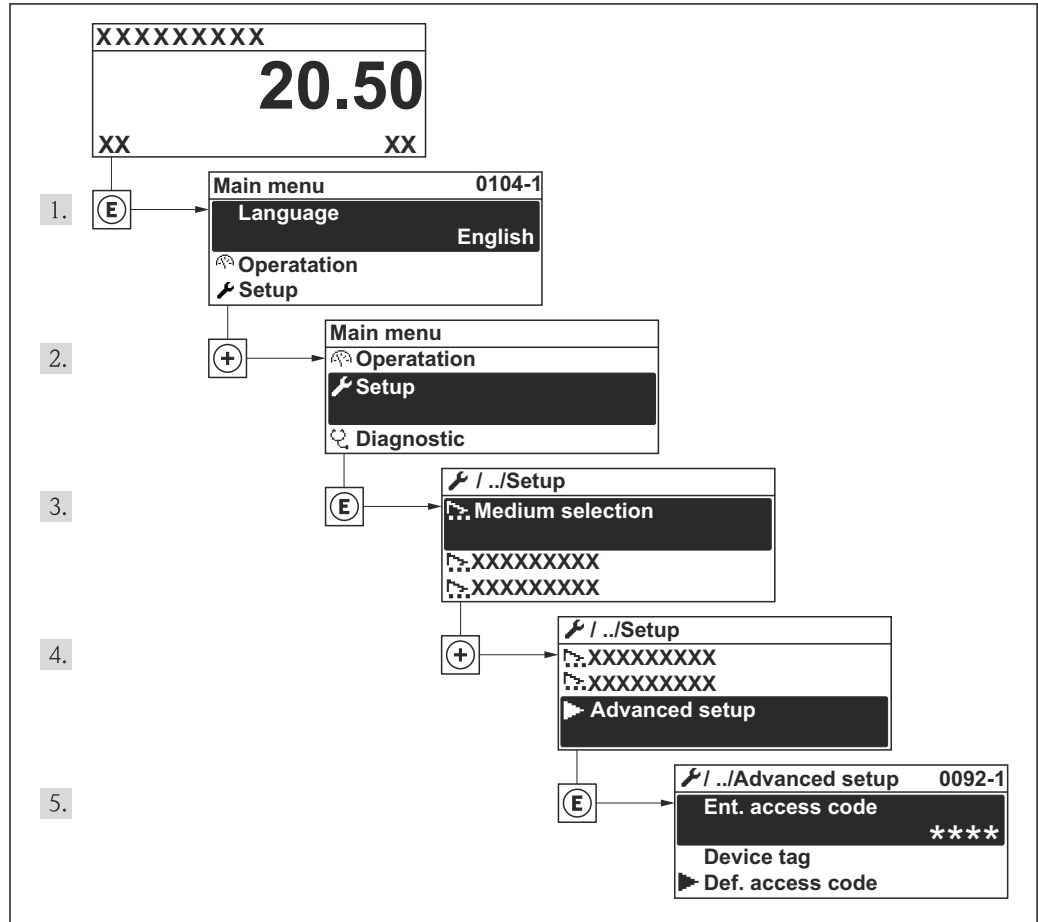 XXXXXXXXX
20.50
XX XX
1. E
Main menu 0104-1
Language
English
Operatation
Setup
2. +
Main menu
Operatation
Setup
Diagnostic
3. E
/ ../Setup
Medium selection
XXXXXXXXX
XXXXXXXXX
4. +
/ ../Setup
XXXXXXXXX
XXXXXXXXX
Advanced setup
5. E
/ ../Advanced setup 0092-1
Ent. access code
****
Device tag
Def. access code